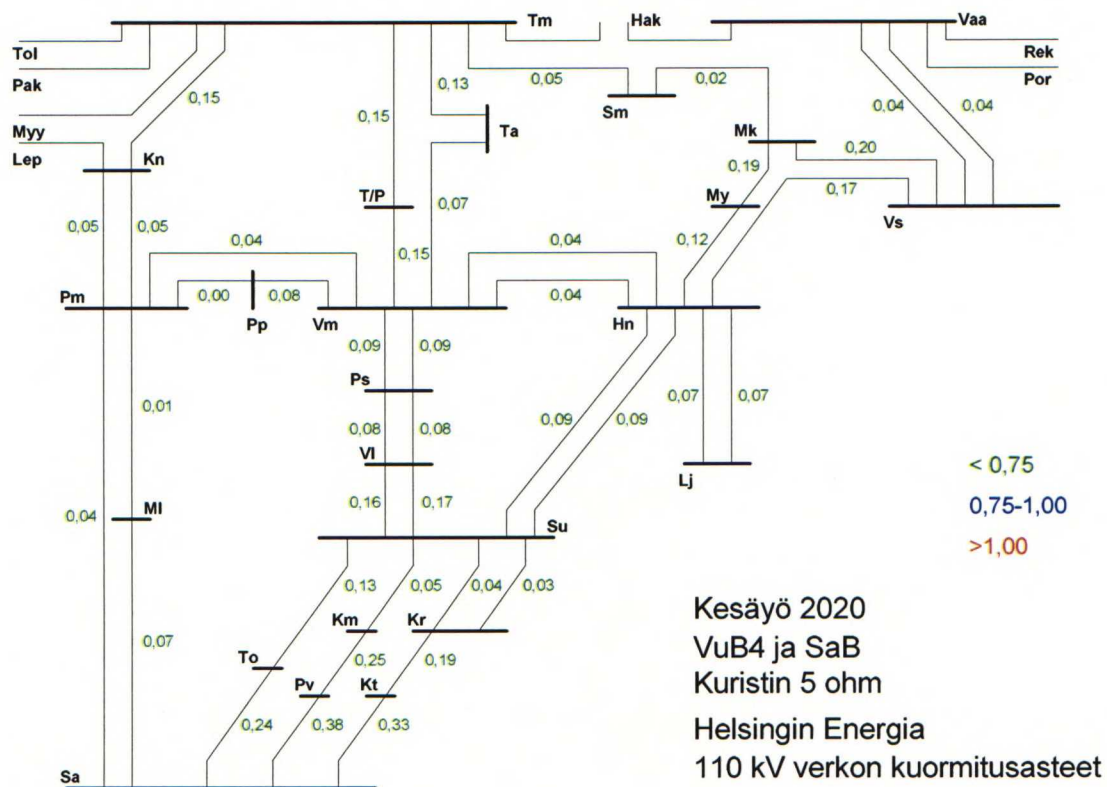 Tm
Hak
Vaa
Tol
Rek
Pak
Por
0,15
0,13
0,05
0,02
0,15
0,04
0,04
Sm
Myy
Lep
Kn
Ta
Mk
0,20
0,19
0,17
T/P
My
Vs
0,05
0,05
0,07
0,04
0,15
0,04
0,12
Pm
0,00
0,08
0,04
Pp
Vm
Hn
0,09
0,09
Ps
0,01
0,07
0,07
0,09
0,09
0,08
0,08
Vl
Lj
< 0,75
0,04
Ml
0,16
0,17
0,75-1,00
Su
>1,00
0,13
0,05
0,04
0,03
Km
Kr
Kesäyö 2020
0,07
0,25
0,19
VuB4 ja SaB
To
Pv
Kt
Kuristin 5 ohm
0,24
0,38
0,33
Helsingin Energia
Sa
110 kV verkon kuormitusasteet